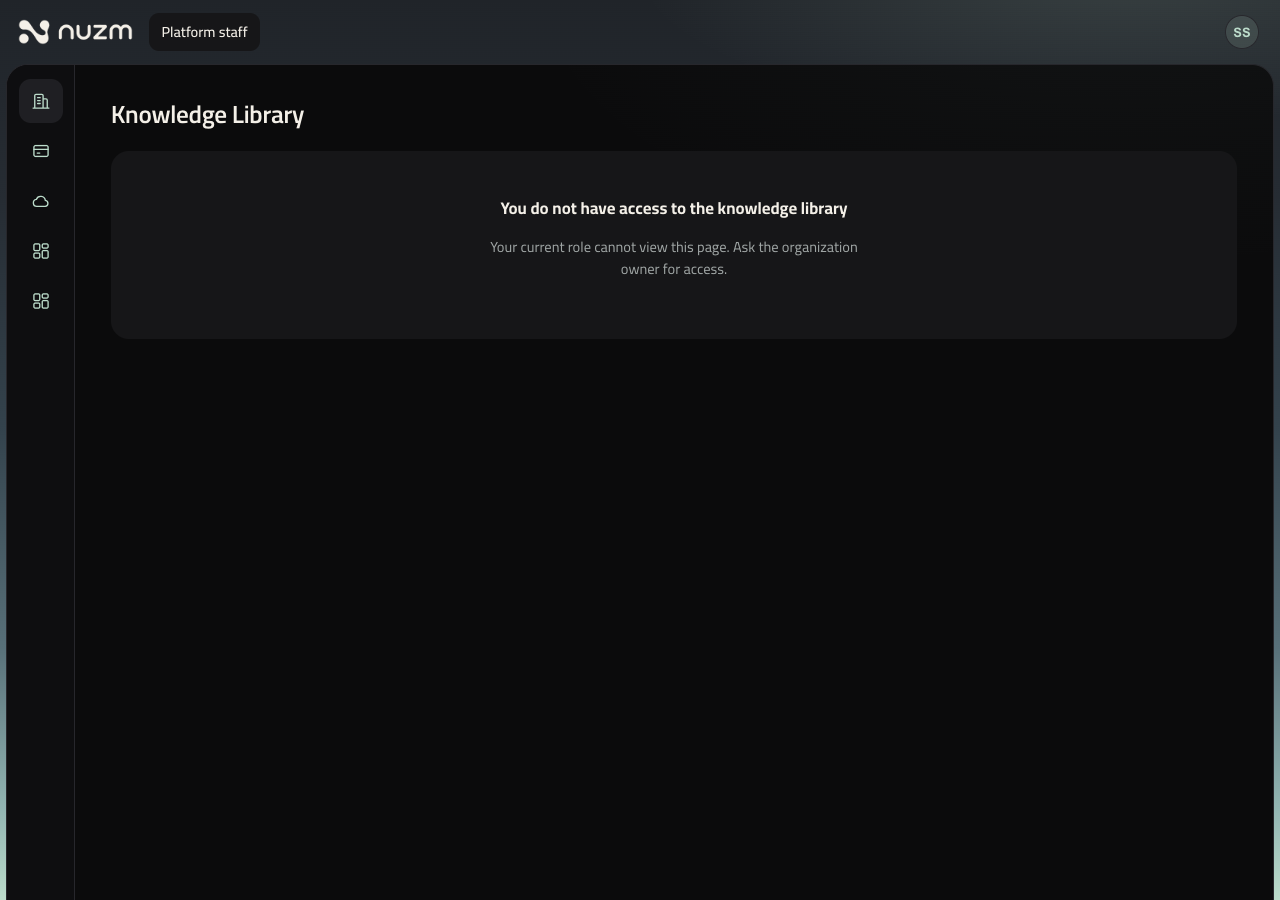 nuzm
Platform staff
SS
Knowledge Library
You do not have access to the knowledge library
Your current role cannot view this page. Ask the organization
owner for access.